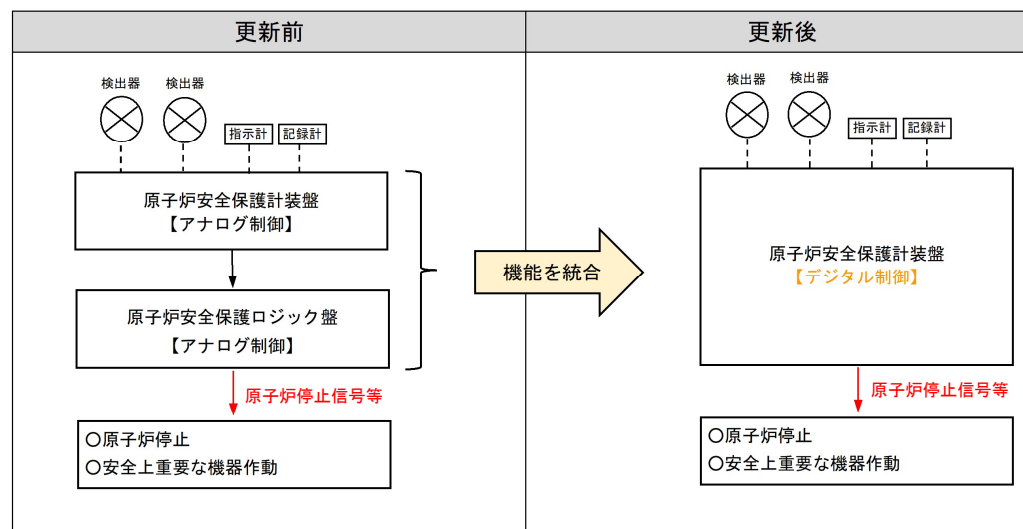 更新前
検出器
検出器
指示計
記録計
原子炉安全保護計装盤
【アナログ制御】
原子炉安全保護ロジック盤
【アナログ制御】
原子炉停止信号等
○原子炉停止
○安全上重要な機器作動
機能を統合
更新後
検出器
検出器
指示計
記録計
原子炉安全保護計装盤
【デジタル制御】
原子炉停止信号等
○原子炉停止
○安全上重要な機器作動